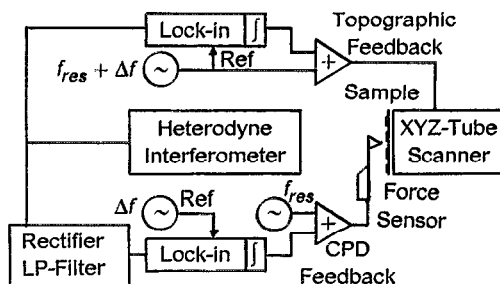 Lock-in ∫
Topographic
Feedback
f_res + Δf ~
Ref
+
Sample
Heterodyne
Interferometer
XYZ-Tube
Scanner
Δf ~
Ref
f_res
~
+
Force
Sensor
Rectifier
LP-Filter
Lock-in ∫
CPD
Feedback